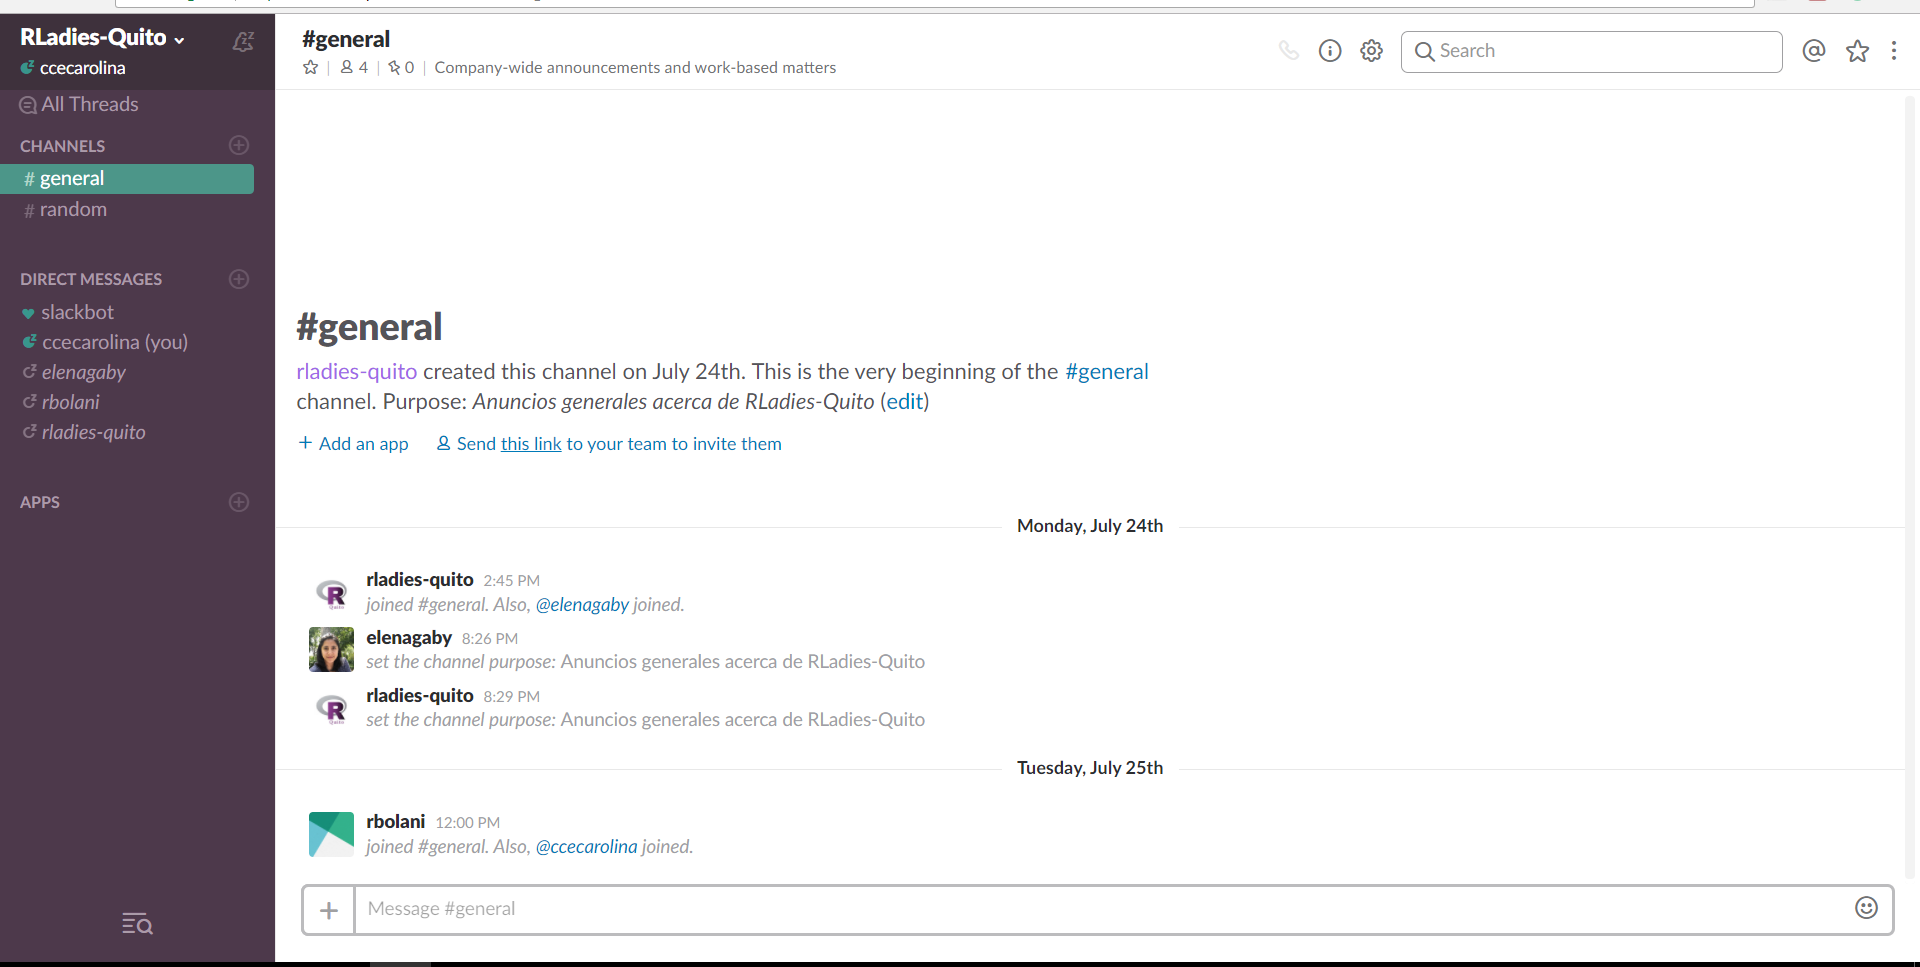 RLadies-Quito
ccecarolina
All Threads
CHANNELS
# general
# random
DIRECT MESSAGES
slackbot
ccecarolina (you)
elenagaby
rbolani
rladies-quito
APPS
#general
4 | 0 | Company-wide announcements and work-based matters
Search
#general
rladies-quito created this channel on July 24th. This is the very beginning of the #general
channel. Purpose: Anuncios generales acerca de RLadies-Quito (edit)
+ Add an app Send this link to your team to invite them
Monday, July 24th
rladies-quito 2:45 PM
joined #general. Also, @elenagaby joined.
elenagaby 8:26 PM
set the channel purpose: Anuncios generales acerca de RLadies-Quito
rladies-quito 8:29 PM
set the channel purpose: Anuncios generales acerca de RLadies-Quito
Tuesday, July 25th
rbolani 12:00 PM
joined #general. Also, @ccecarolina joined.
+ Message #general